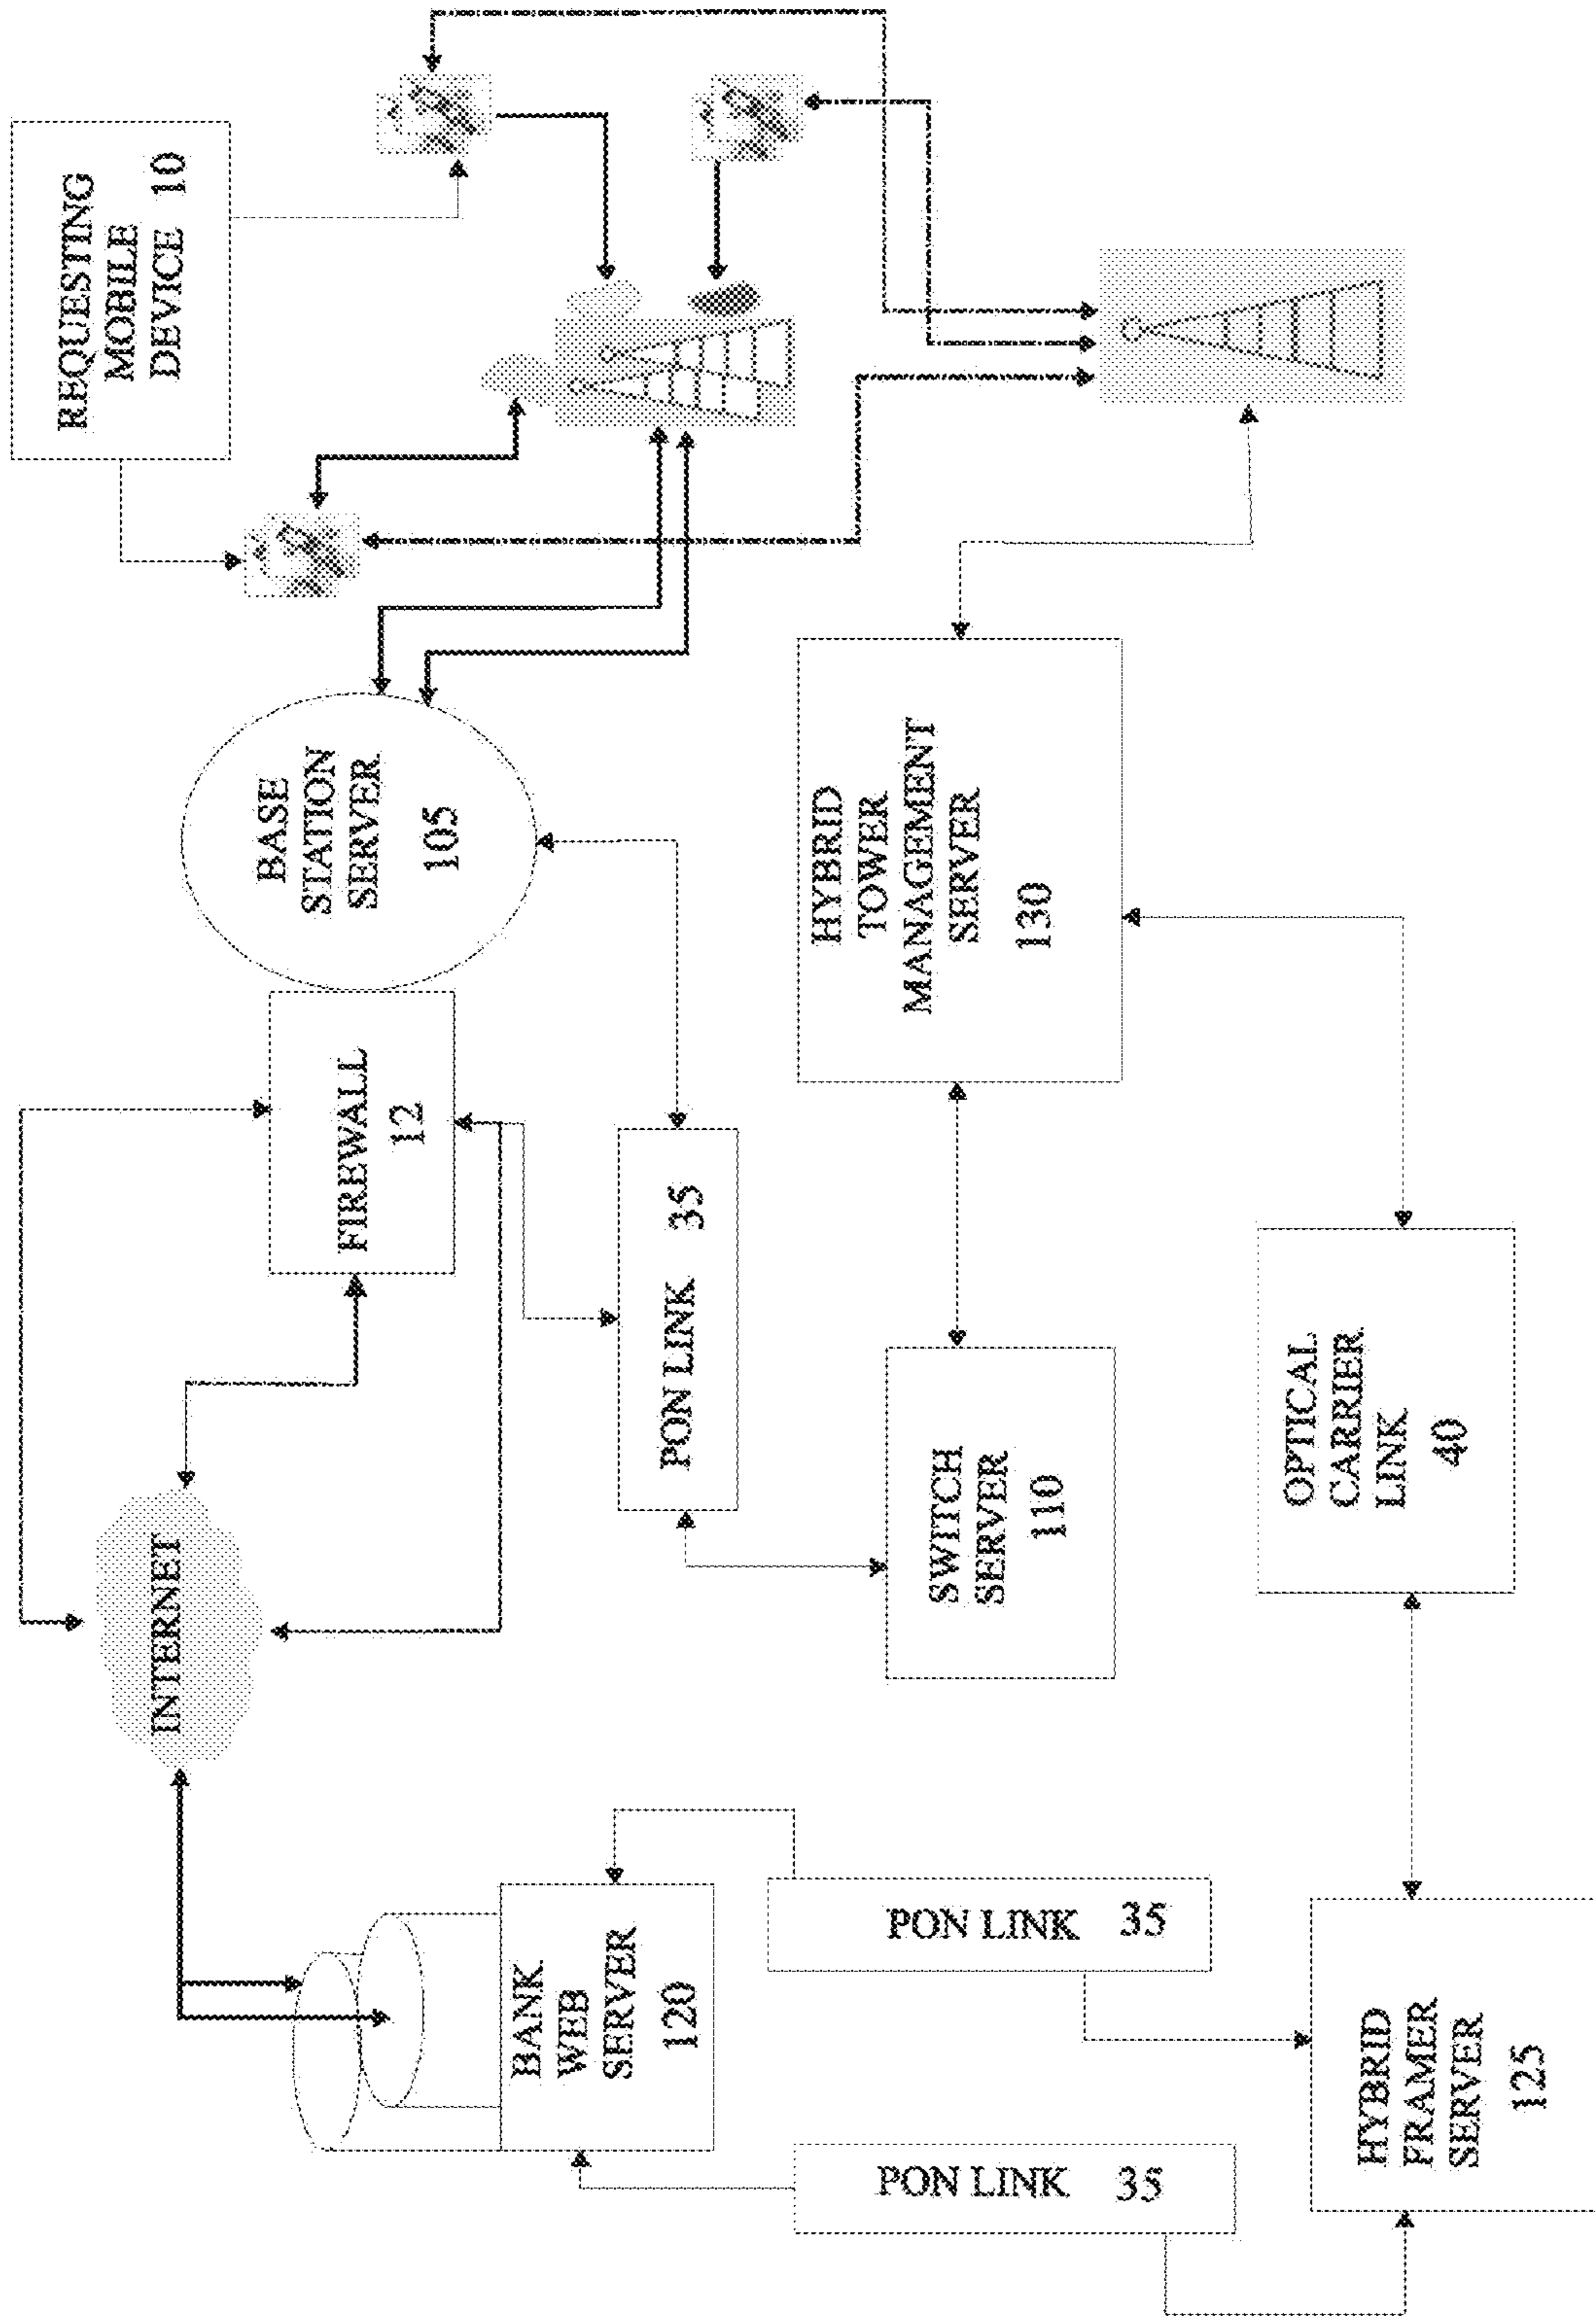 REQUESTING
MOBILE
DEVICE 10
BASE
STATION
SERVER
105
FIREWALL
12
INTERNET
PON LINK 35
HYBRID
TOWER
MANAGEMENT
SERVER
130
SWITCH
SERVER
110
OPTICAL
CARRIER
LINK
40
BANK
WEB
SERVER
120
PON LINK 35
PON LINK 35
HYBRID
FRAMER
SERVER
125